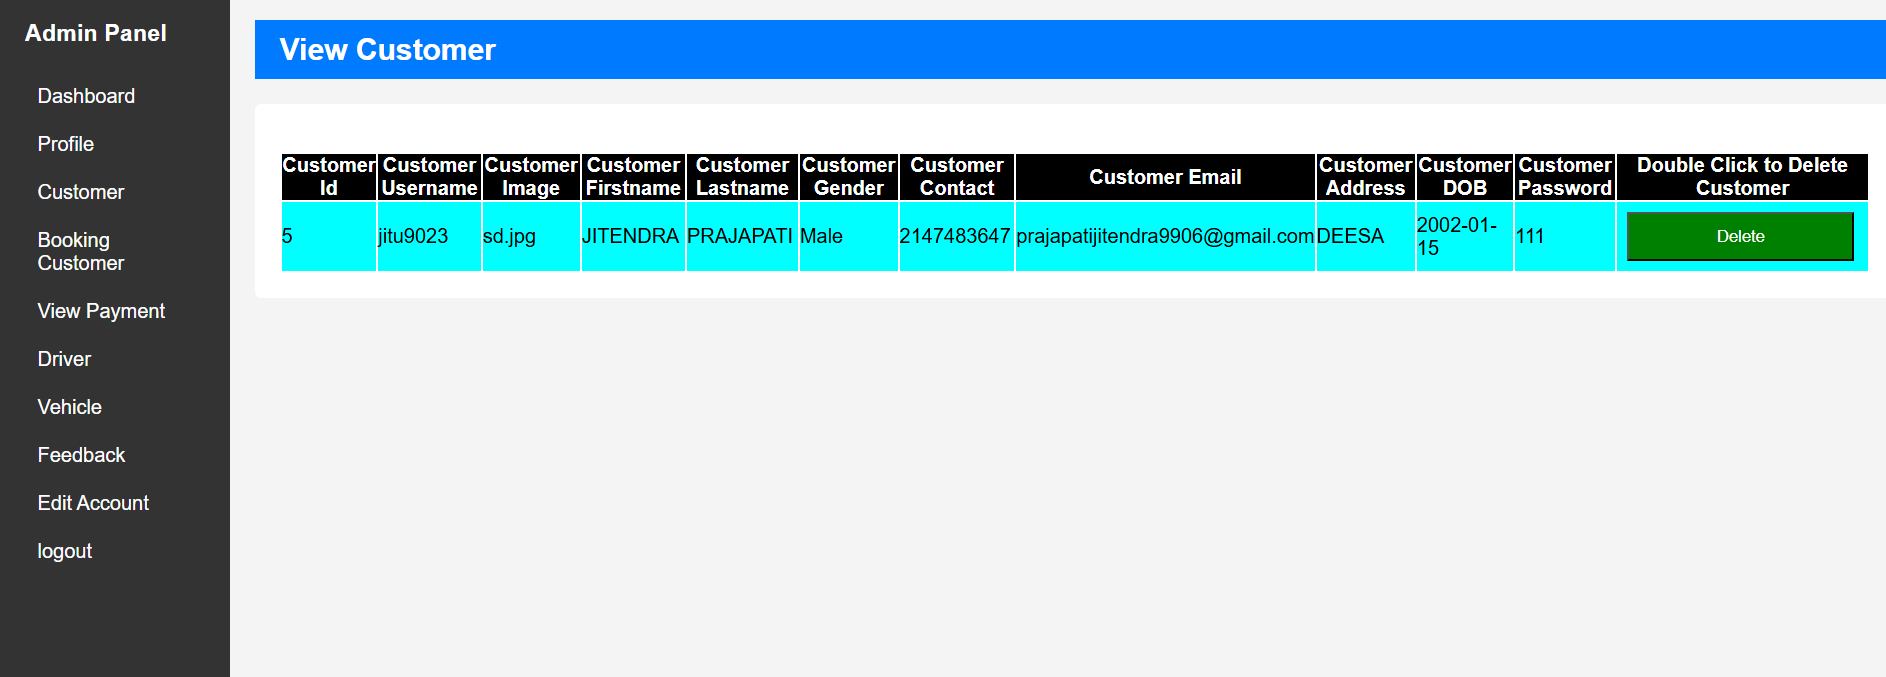 Admin Panel
Dashboard
Profile
Customer
Booking
Customer
View Payment
Driver
Vehicle
Feedback
Edit Account
logout
View Customer
Customer Id Customer Username Customer Image Customer Firstname Customer Lastname Customer Gender Customer Contact Customer Email Customer Address Customer DOB Customer Password Double Click to Delete Customer
5 jitu9023 sd.jpg JITENDRA PRAJAPATI Male 2147483647 prajapatijitendra9906@gmail.com DEESA 2002-01-15 111 Delete